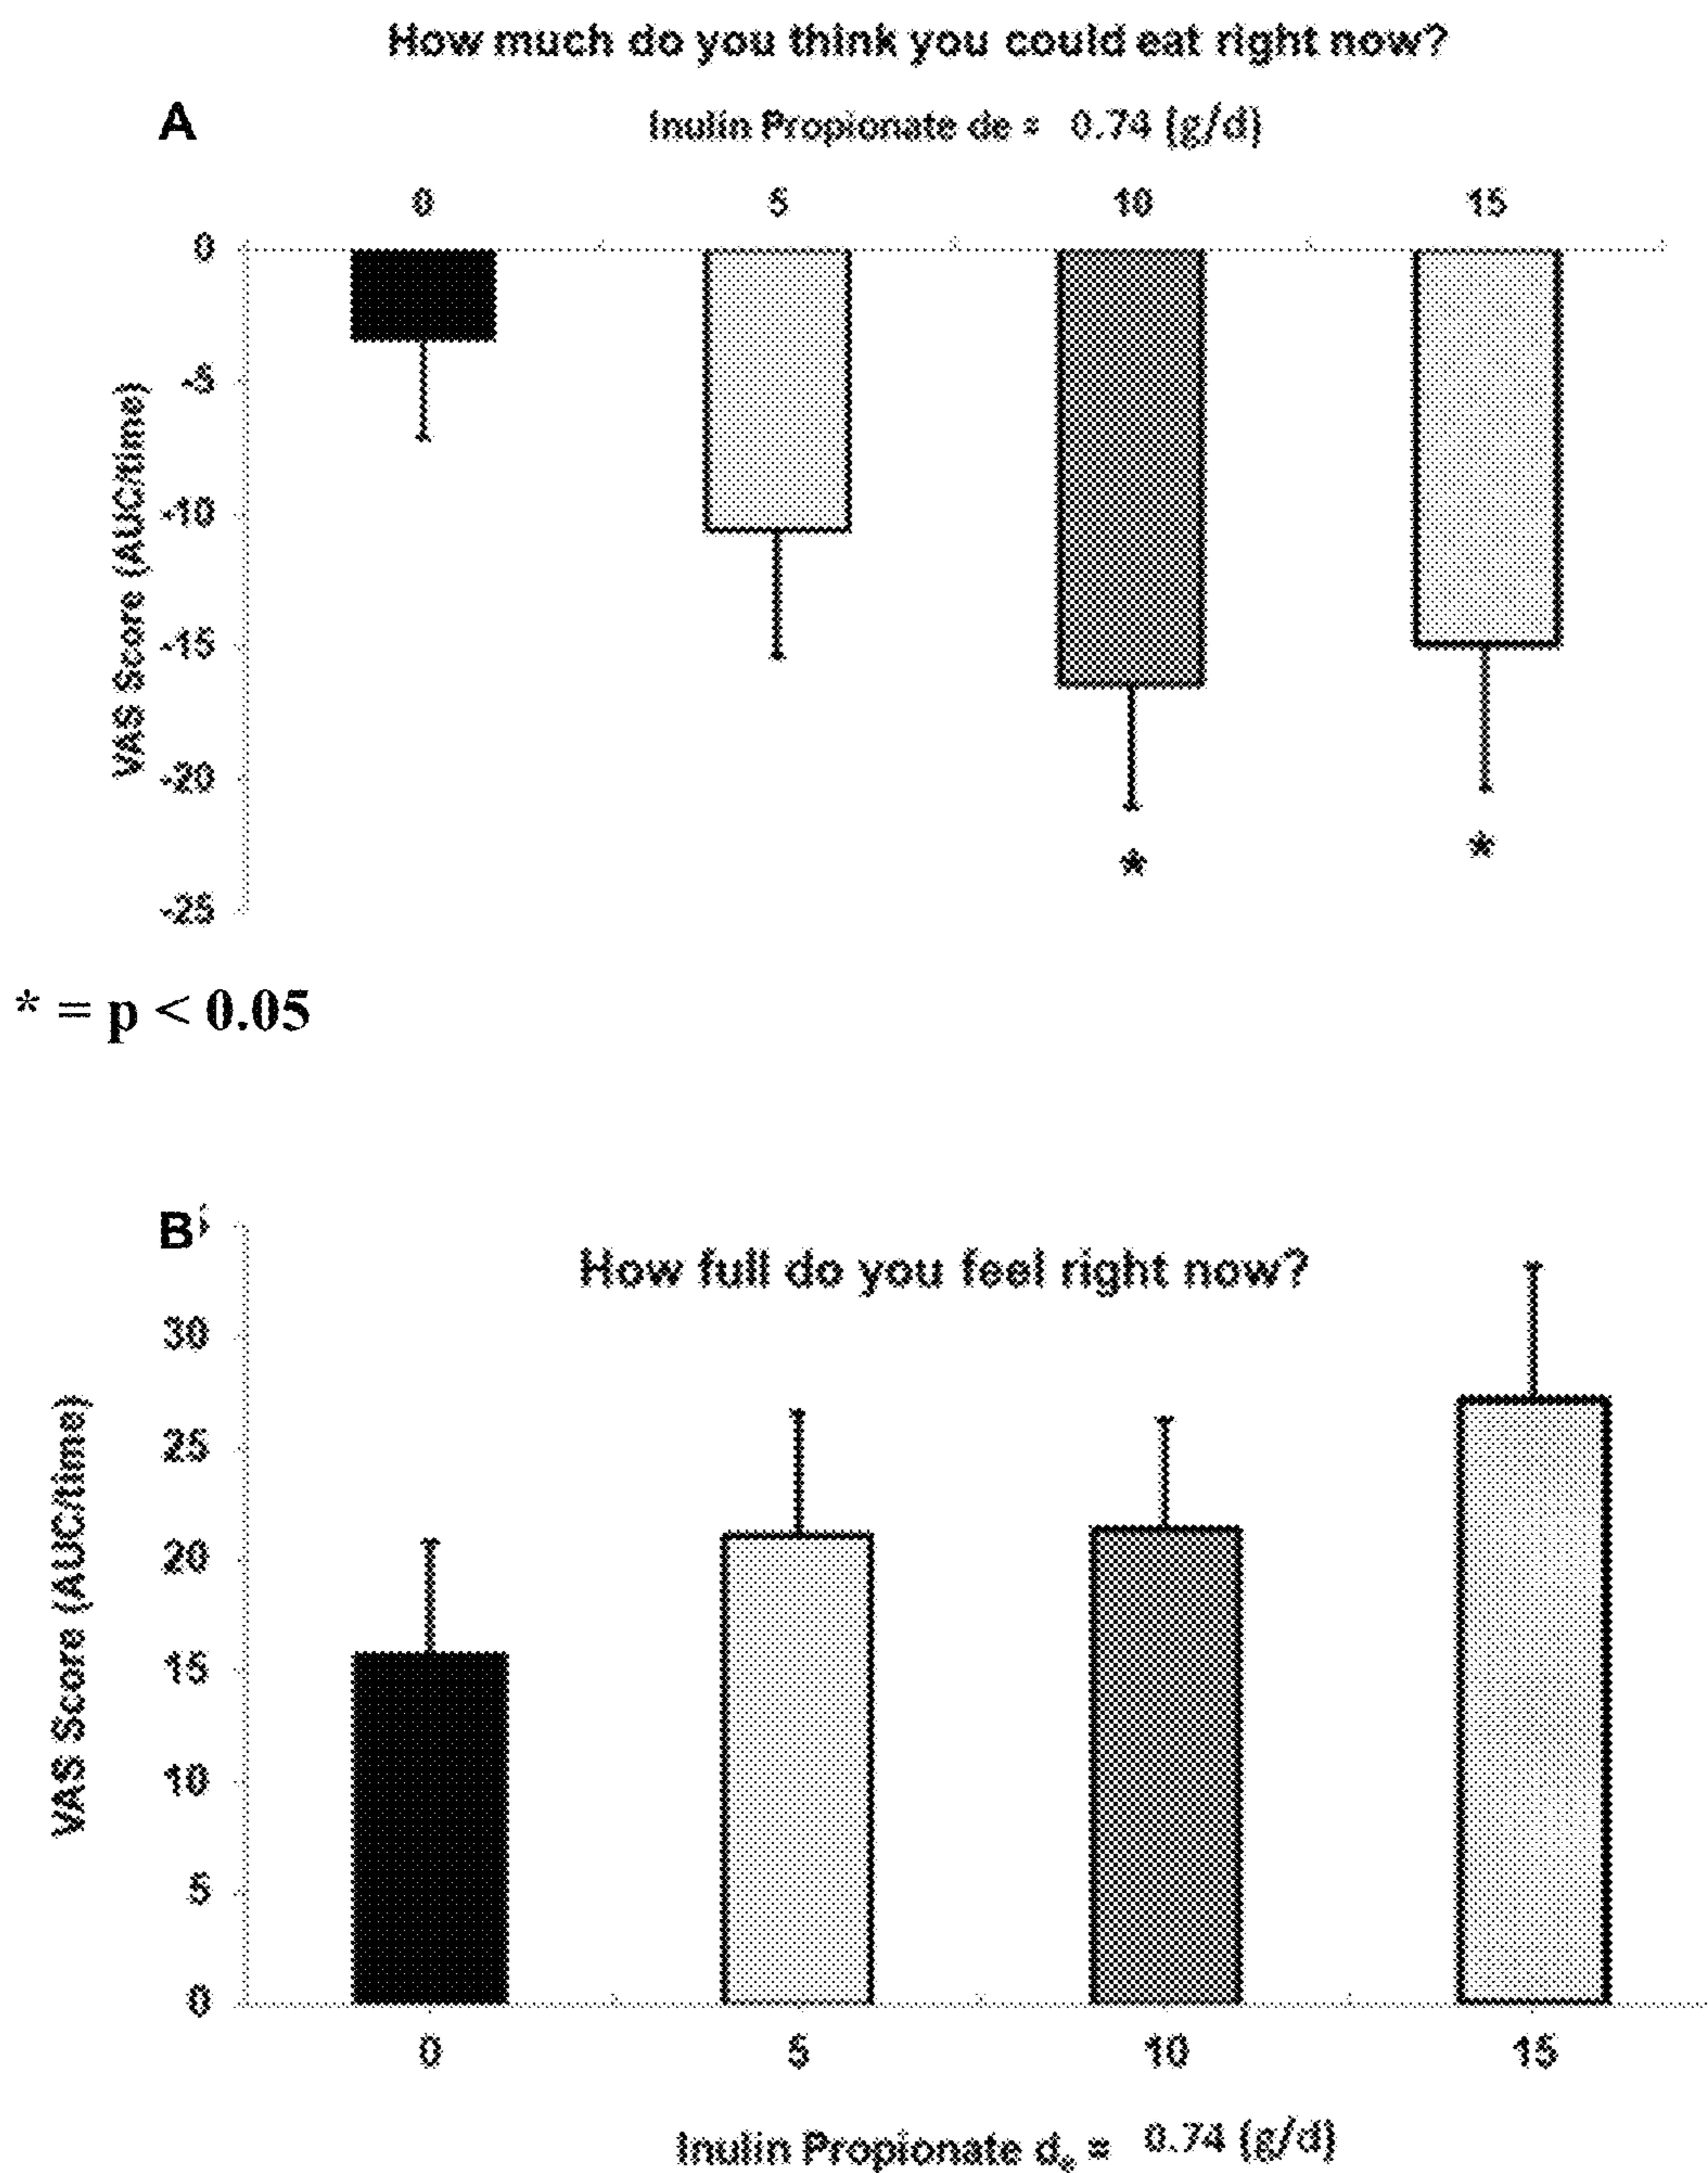 How much do you think you could eat right now?
A
Inulin Propionate de = 0.74 (g/d)
0 5 10 15
0
-5
-10
-15
-20
-25
VAS Score (AUC/time)
*
*
* = p < 0.05
B
How full do you feel right now?
30
25
20
15
10
5
0
VAS Score (AUC/time)
0 5 10 15
Inulin Propionate de = 0.74 (g/d)